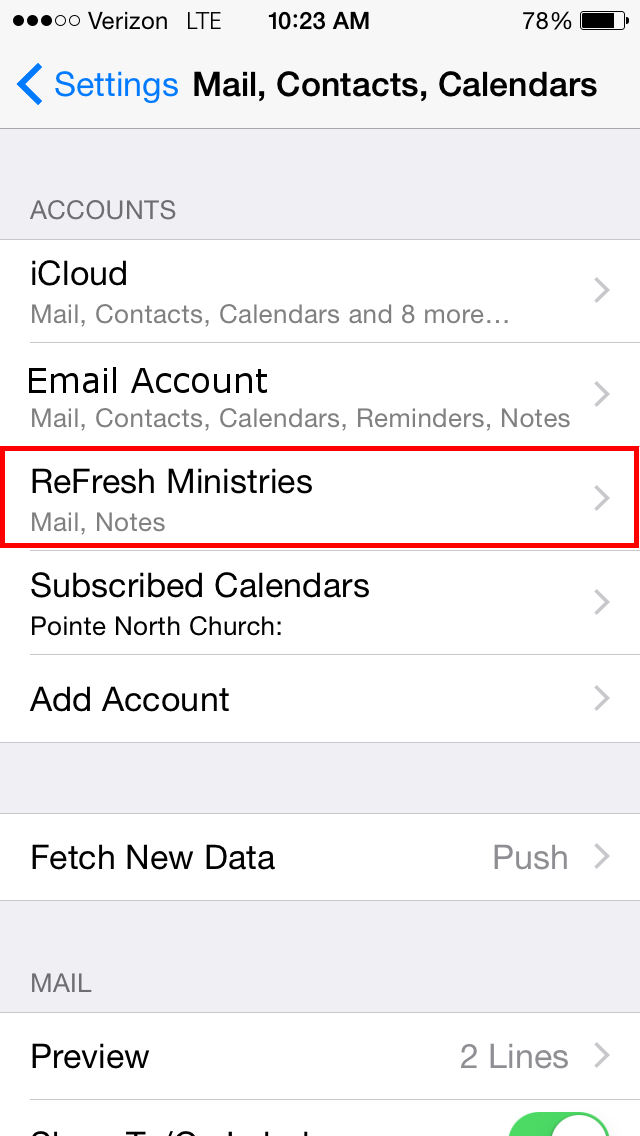 Verizon LTE 10:23 AM 78%
Settings Mail, Contacts, Calendars
ACCOUNTS
iCloud
Mail, Contacts, Calendars and 8 more...
Email Account
Mail, Contacts, Calendars, Reminders, Notes
ReFresh Ministries
Mail, Notes
Subscribed Calendars
Pointe North Church:
Add Account
Fetch New Data Push
MAIL
Preview 2 Lines